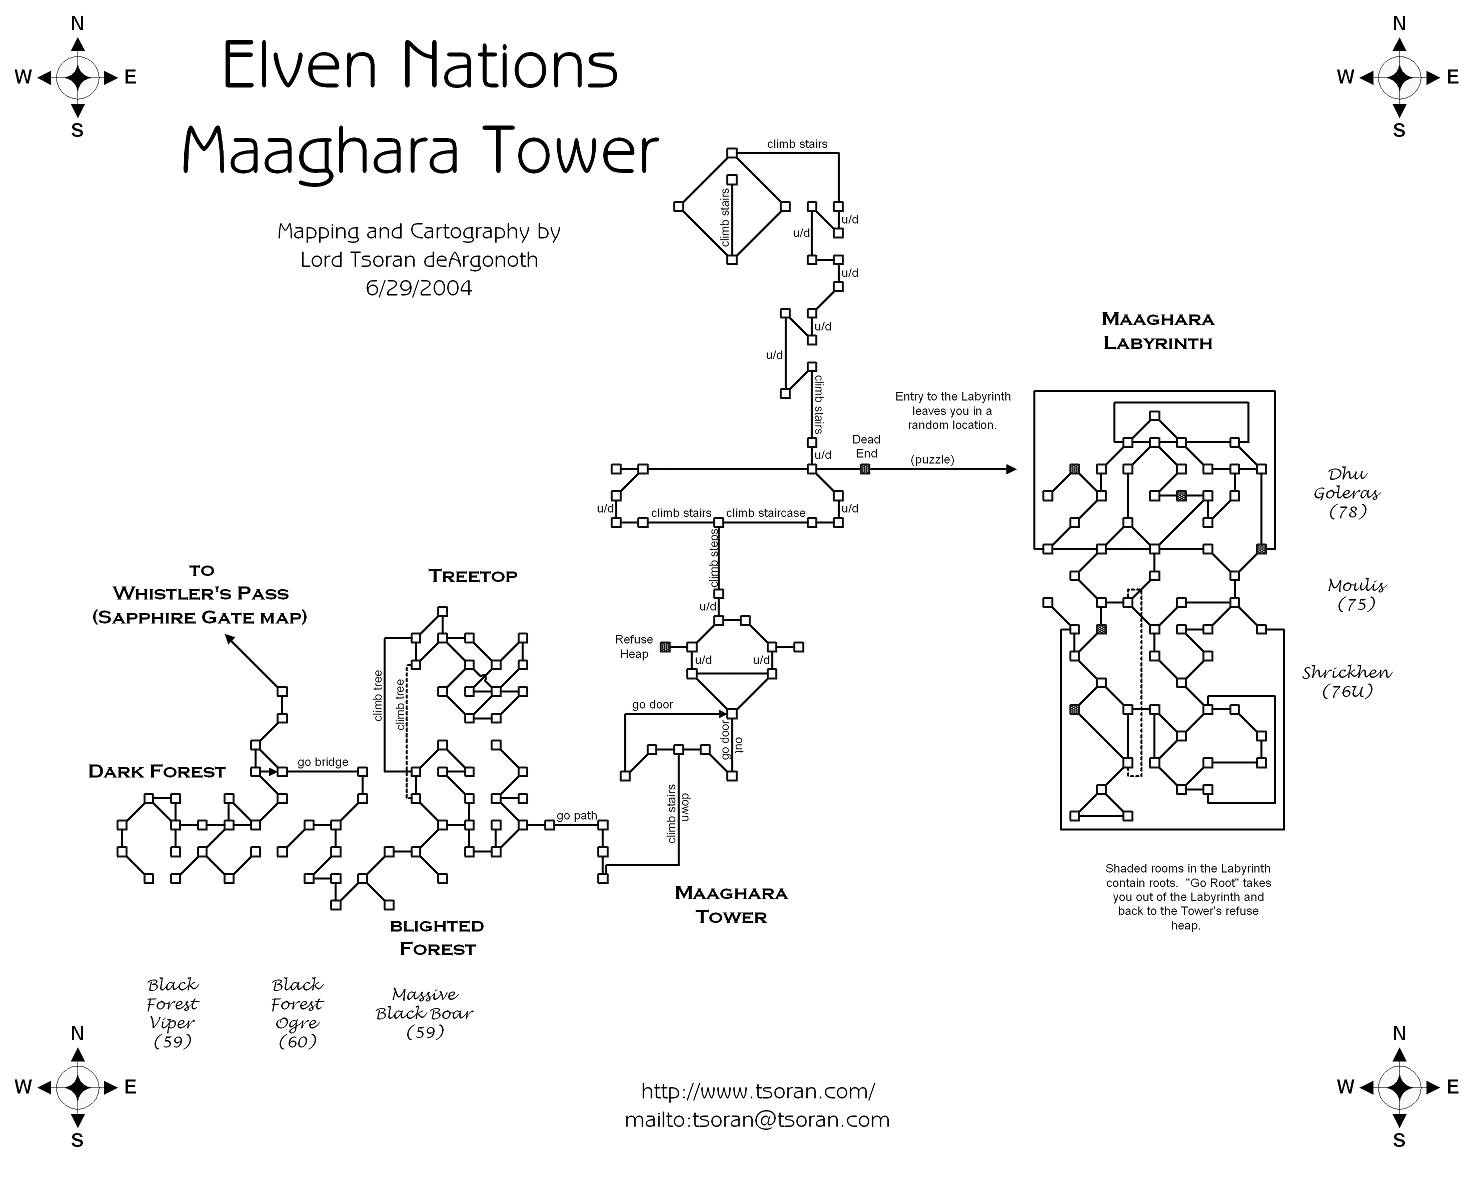 N
W E
S
N
W E
S
Elven Nations
Maaghara Tower
Mapping and Cartography by
Lord Tsoran deArgonoth
6/29/2004
climb stairs
climb stairs
u/d
u/d
u/d
u/d
u/d
climb stairs
u/d
Entry to the Labyrinth
leaves you in a
random location.
Dead
End
(puzzle)
Maaghara
Labyrinth
Dhu
Goleras
(78)
Moulis
(75)
Shrickhen
(76U)
u/d
climb stairs
climb staircase
u/d
climb steps
u/d
Refuse
Heap
u/d
u/d
go door
go door
out
climb stairs
down
to
Whistler's Pass
(Sapphire Gate map)
Treetop
climb tree
climb tree
Dark Forest
go bridge
go path
Maaghara
Tower
blighted
Forest
Shaded rooms in the Labyrinth
contain roots. "Go Root" takes
you out of the Labyrinth and
back to the Tower's refuse
heap.
Black
Forest
Viper
(59)
Black
Forest
Ogre
(60)
Massive
Black Boar
(59)
N
W E
S
http://www.tsoran.com/
mailto:tsoran@tsoran.com
N
W E
S